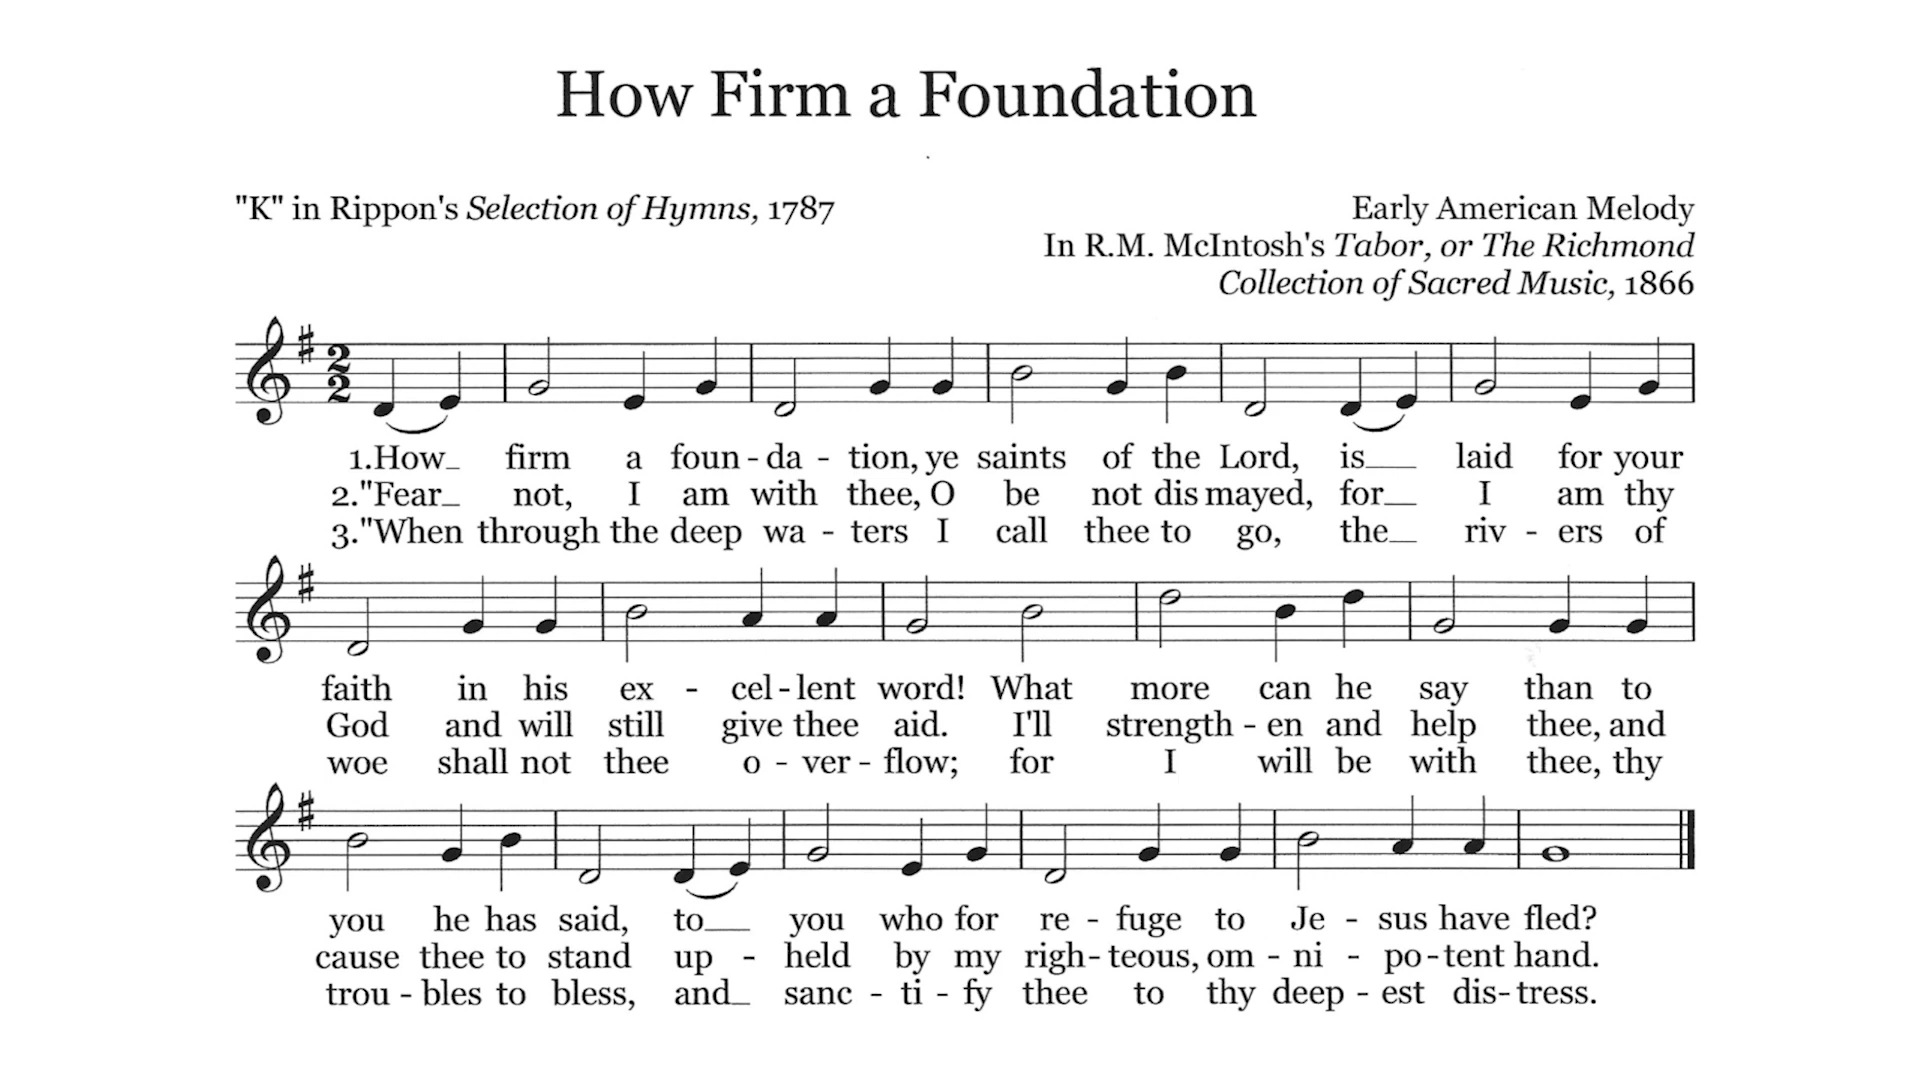 How Firm a Foundation
"K" in Rippon's Selection of Hymns, 1787
Early American Melody
In R.M. McIntosh's Tabor, or The Richmond
Collection of Sacred Music, 1866
2
2
1.How_ firm a foun - da - tion, ye saints of the Lord, is_ laid for your
2."Fear_ not, I am with thee, O be not dis mayed, for_ I am thy
3."When through the deep wa - ters I call thee to go, the_ riv - ers of
faith in his ex - cel - lent word! What more can he say than to
God and will still give thee aid. I'll strength - en and help thee, and
woe shall not thee o - ver - flow; for I will be with thee, thy
you he has said, to_ you who for re - fuge to Je - sus have fled?
cause thee to stand up - held by my righ - teous, om - ni - po - tent hand.
trou - bles to bless, and_ sanc - ti - fy thee to thy deep - est dis - tress.